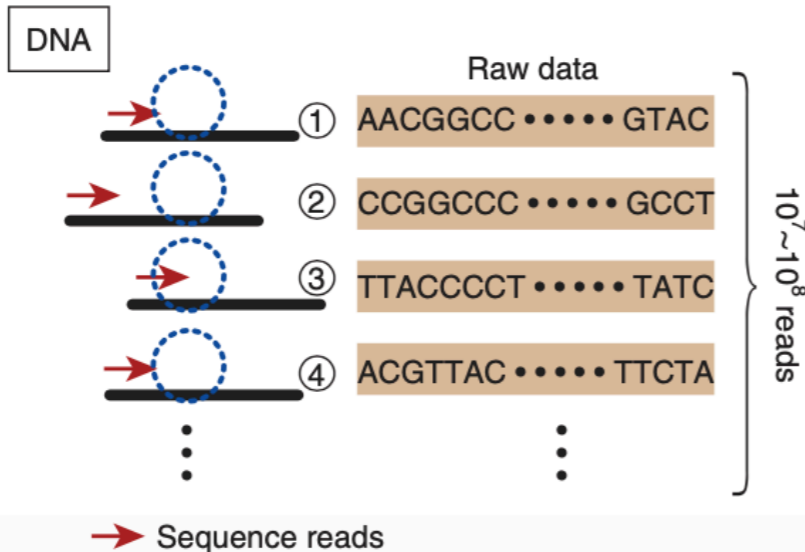 DNA
Raw data
① AACGGCC•••••GTAC
② CCGGCCC•••••GCCT
③ TTACCCCT•••••TATC
④ ACGTTAC•••••TTCTA
10⁷~10⁸ reads
Sequence reads